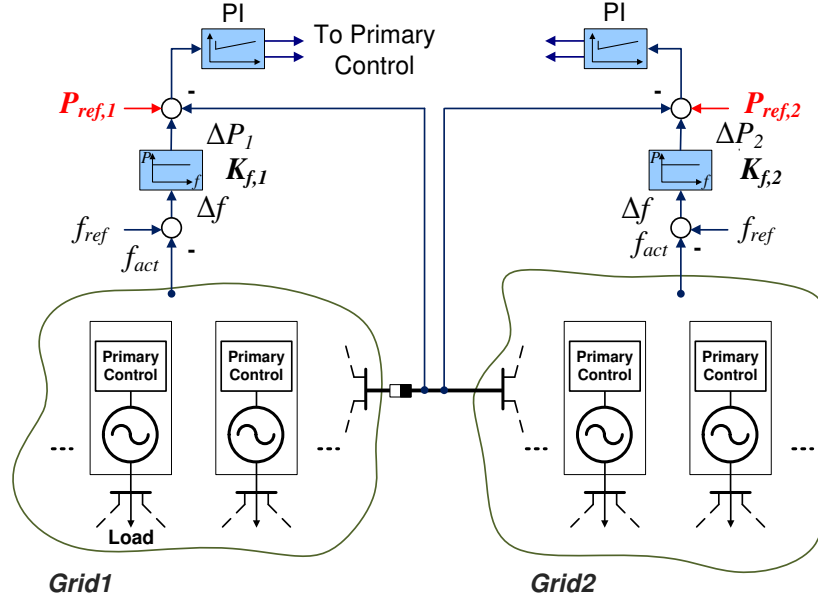 PI
PI
To Primary
Control
-
-
P_ref,1
P_ref,2
ΔP_1
ΔP_2
P
f
K_f,1
P
f
K_f,2
Δf
Δf
f_ref
f_act
-
f_act
-
f_ref
Primary
Control
Primary
Control
Primary
Control
Primary
Control
...
...
...
...
Load
Grid1
Grid2